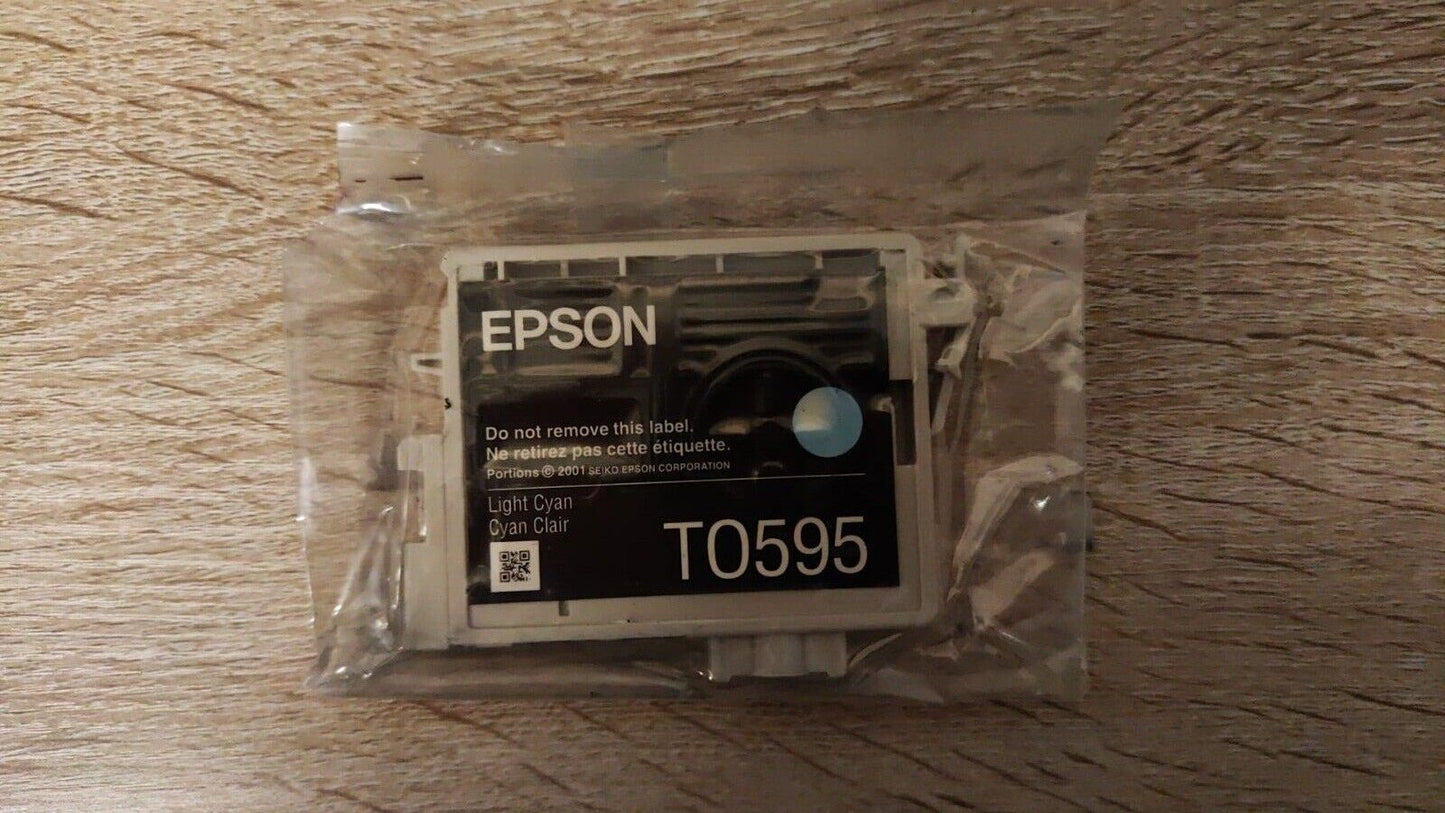 EPSON
Do not remove this label.
Ne retirez pas cette étiquette.
Portions © 2001 SEIKO EPSON CORPORATION
Light Cyan
Cyan Clair
T0595